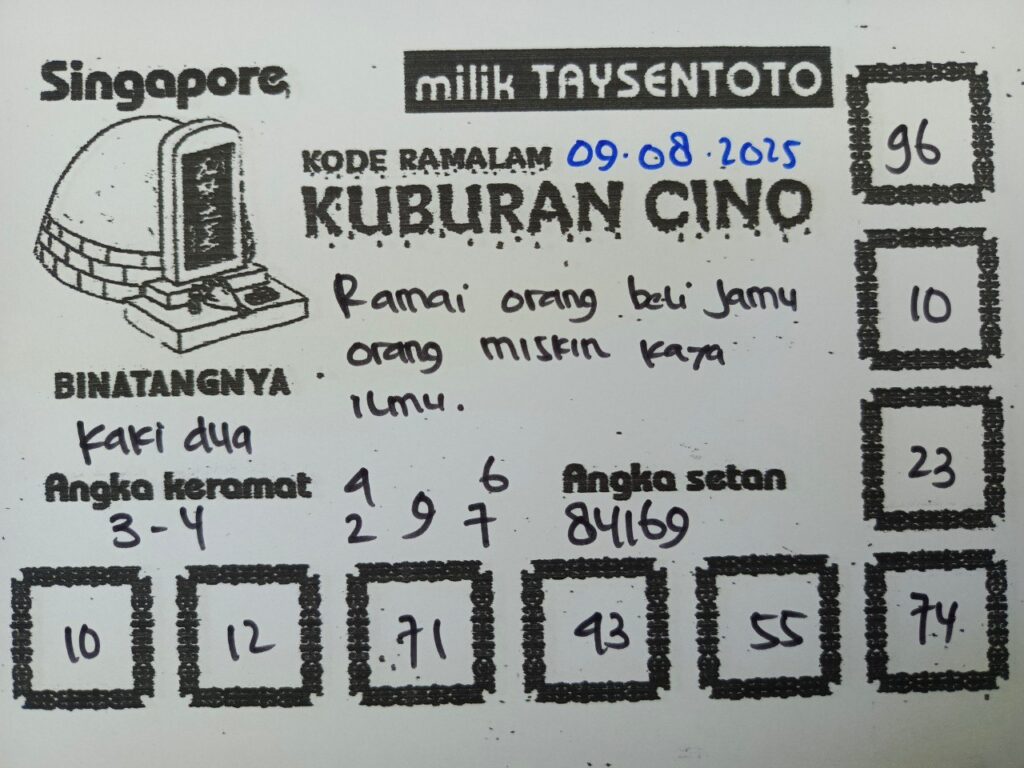 Singapore
milik TAYSENTOTO
KODE RAMALAM 09.08.2025
KUBURAN CINO
Ramai orang beli Jamu
orang miskin kaya
ilmu.
BINATANGNYA
kaki dua
Angka keramat
3-4
4 6
2 9 7
Angka setan
84169
96
10
23
10
12
71
43
55
74